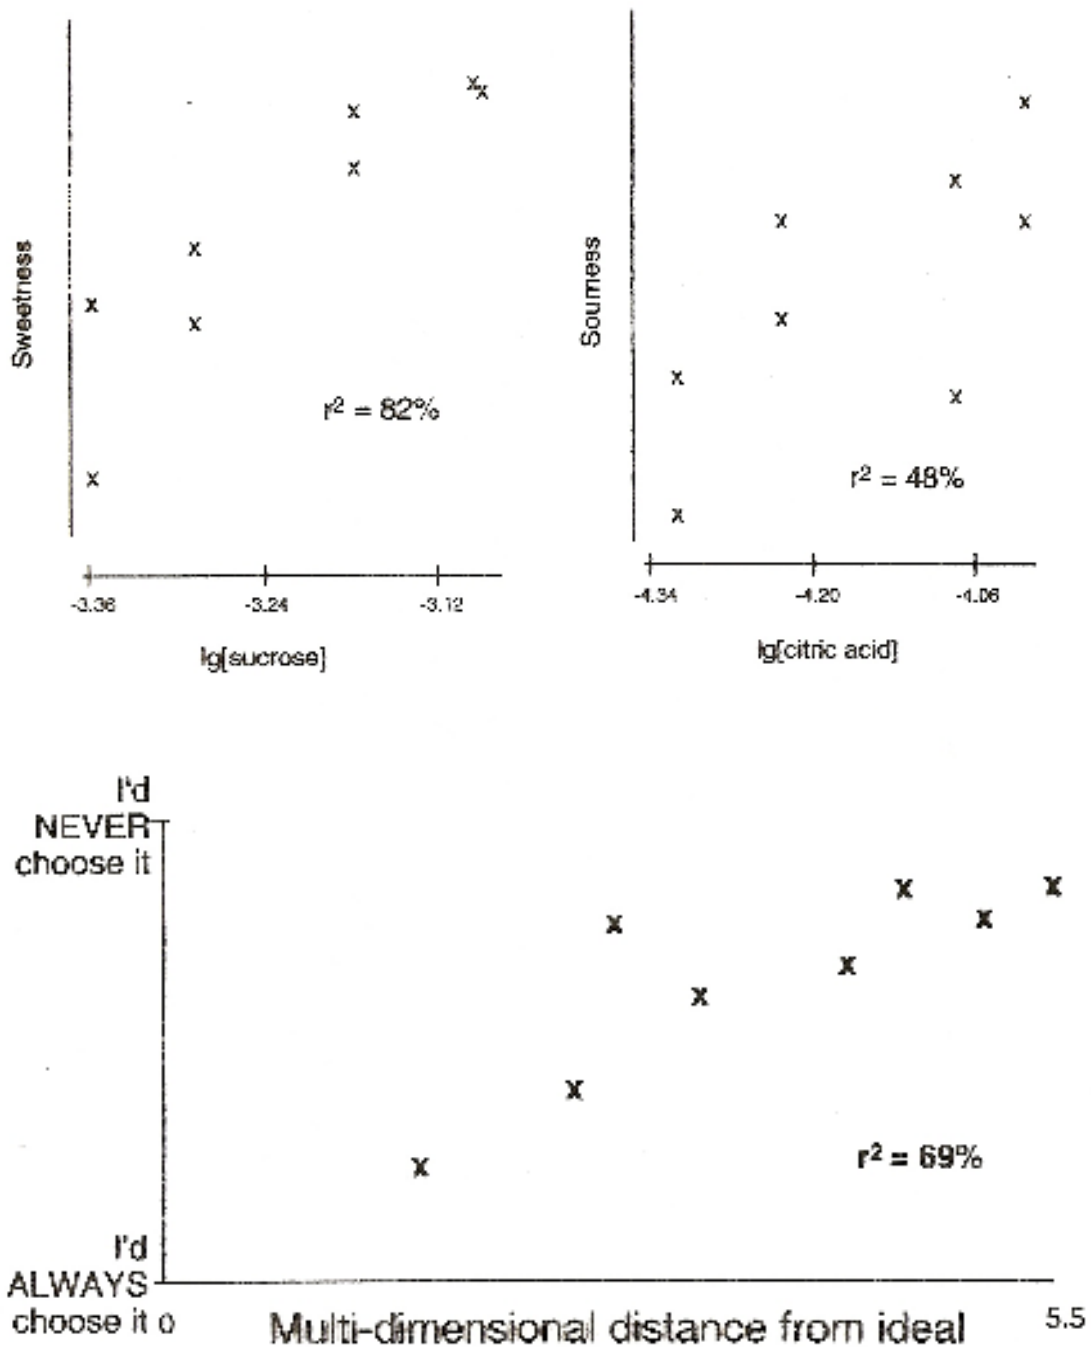 Sweetness
r² = 82%
-3.36 -3.24 -3.12
lg[sucrose]
Sourness
r² = 48%
-4.34 -4.20 -4.06
lg[citric acid]
I'd
NEVER
choose it
r² = 69%
I'd
ALWAYS
choose it 0
Multi-dimensional distance from ideal
5.5